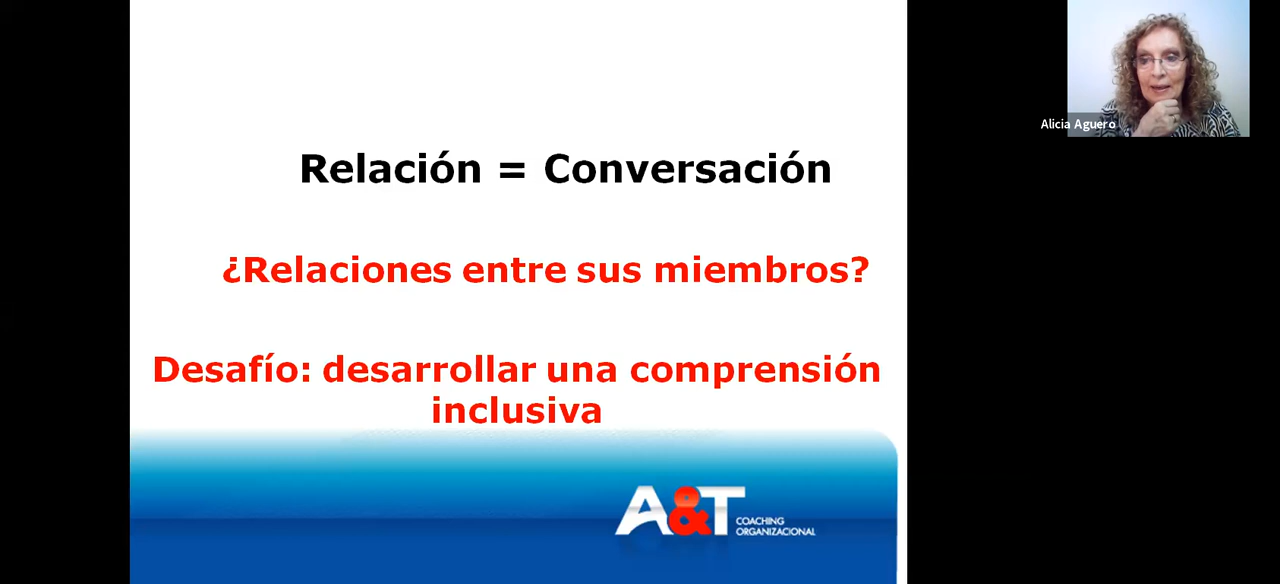 Relación = Conversación
¿Relaciones entre sus miembros?
Desafío: desarrollar una comprensión
inclusiva
A&T
COACHING
ORGANIZACIONAL
Alicia Aguero